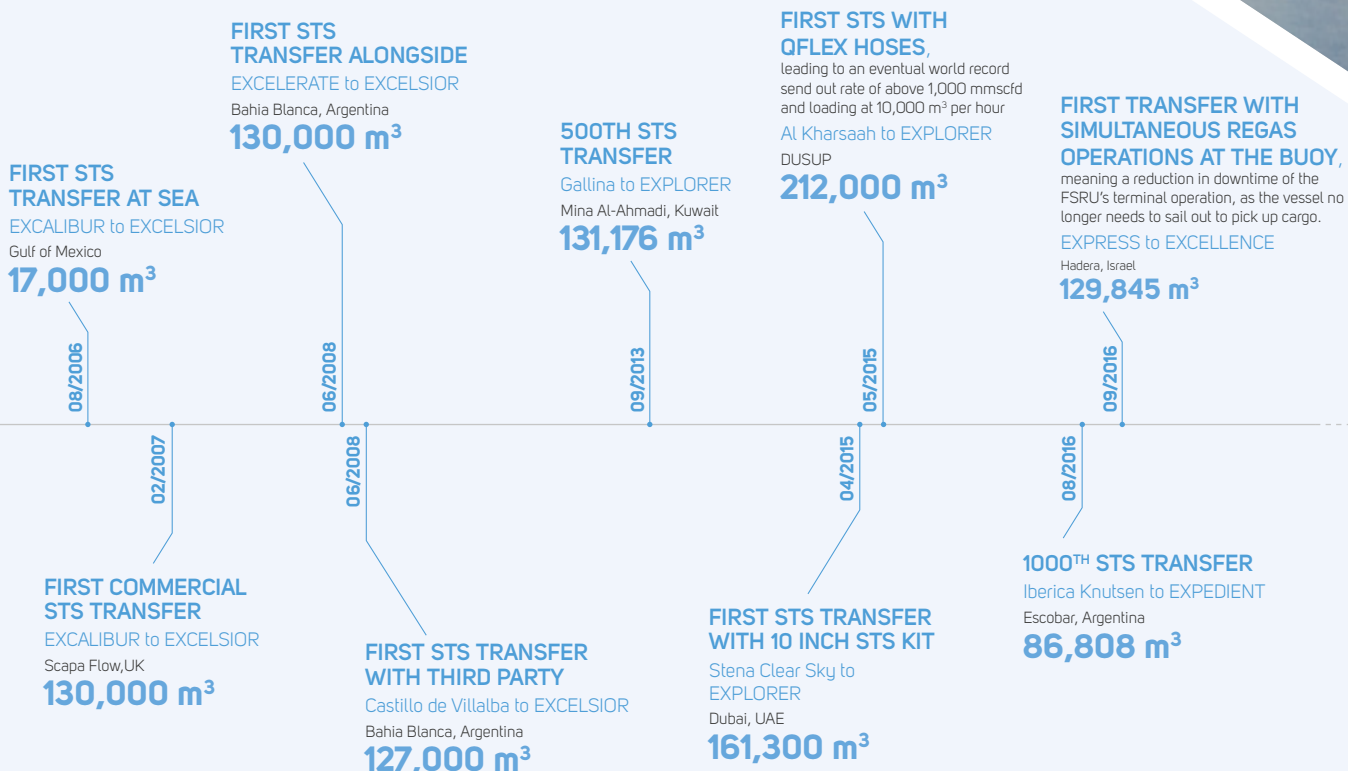 FIRST STS
TRANSFER AT SEA
EXCALIBUR to EXCELSIOR
Gulf of Mexico
17,000 m³
08/2006
FIRST COMMERCIAL
STS TRANSFER
EXCALIBUR to EXCELSIOR
Scapa Flow,UK
130,000 m³
02/2007
FIRST STS
TRANSFER ALONGSIDE
EXCELERATE to EXCELSIOR
Bahia Blanca, Argentina
130,000 m³
06/2008
FIRST STS TRANSFER
WITH THIRD PARTY
Castillo de Villalba to EXCELSIOR
Bahia Blanca, Argentina
127,000 m³
06/2008
500TH STS
TRANSFER
Gallina to EXPLORER
Mina Al-Ahmadi, Kuwait
131,176 m³
09/2013
FIRST STS TRANSFER
WITH 10 INCH STS KIT
Stena Clear Sky to
EXPLORER
Dubai, UAE
161,300 m³
04/2015
FIRST STS WITH
QFLEX HOSES,
leading to an eventual world record
send out rate of above 1,000 mmscfd
and loading at 10,000 m³ per hour
Al Kharsaah to EXPLORER
DUSUP
212,000 m³
05/2015
1000TH STS TRANSFER
Iberica Knutsen to EXPEDIENT
Escobar, Argentina
86,808 m³
08/2016
FIRST TRANSFER WITH
SIMULTANEOUS REGAS
OPERATIONS AT THE BUOY,
meaning a reduction in downtime of the
FSRU's terminal operation, as the vessel no
longer needs to sail out to pick up cargo.
EXPRESS to EXCELLENCE
Hadera, Israel
129,845 m³
09/2016